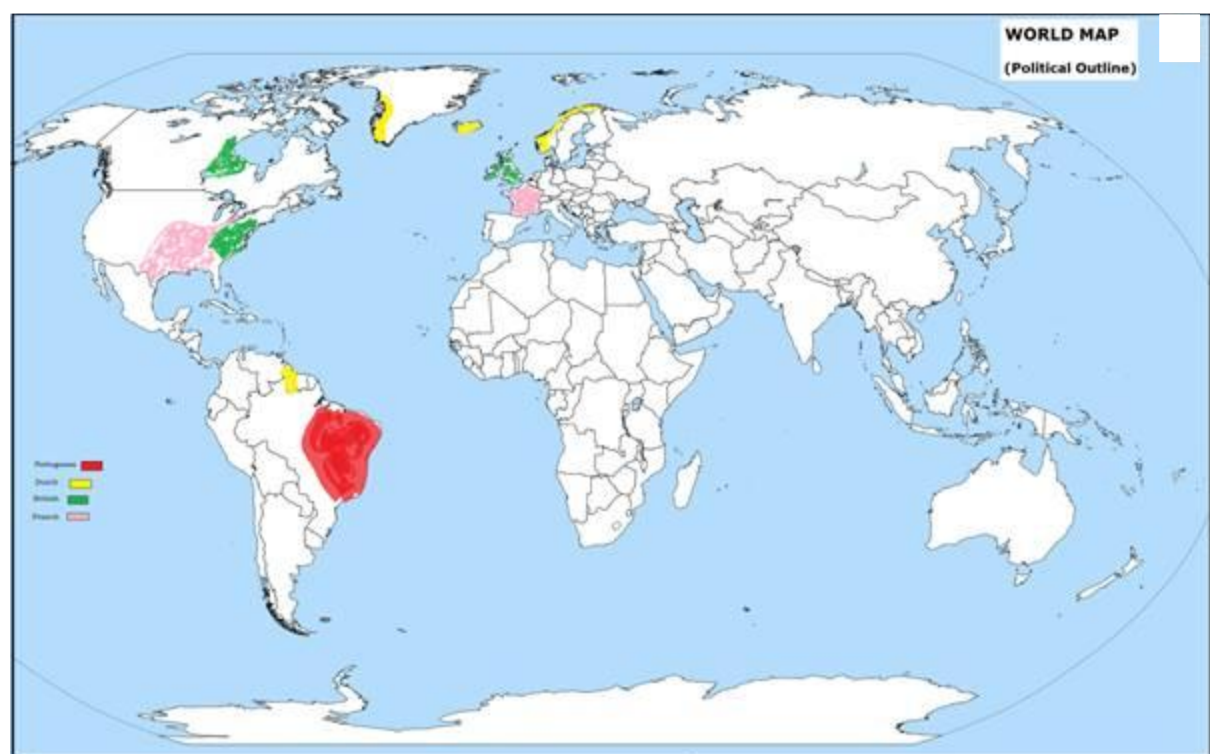 WORLD MAP
(Political Outline)
Portuguese
Dutch
British
French